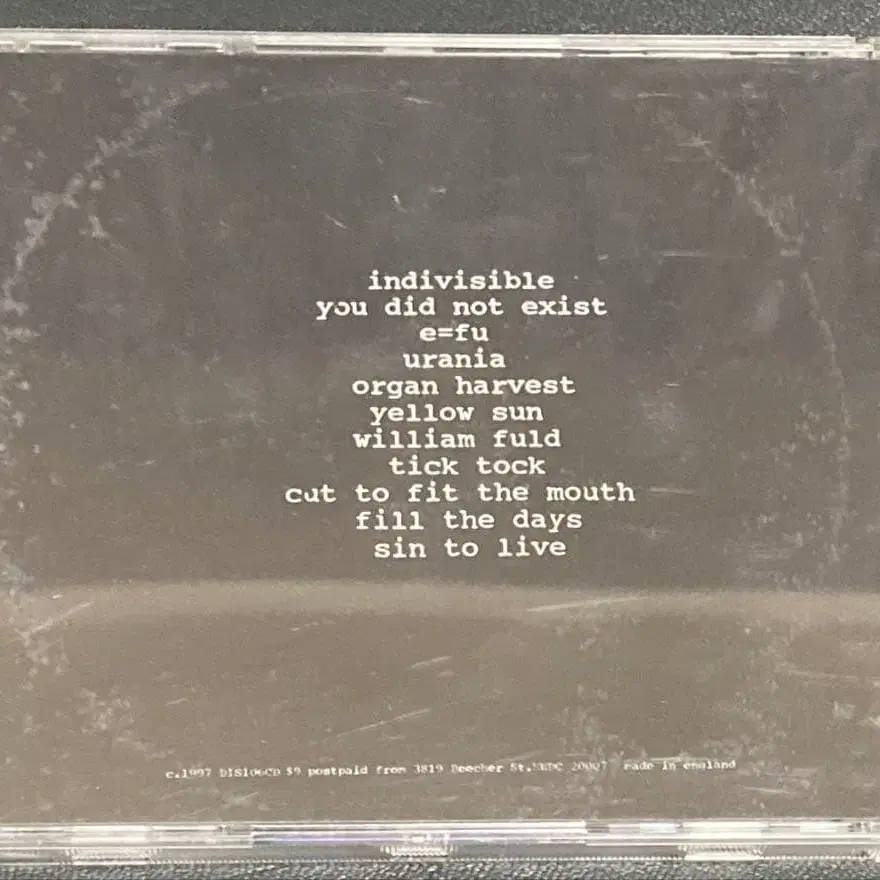 indivisible
you did not exist
e=fu
urania
organ harvest
yellow sun
william fuld
tick tock
cut to fit the mouth
fill the days
sin to live
c.1997 DIS106CD $9 postpaid from 3819 Beecher St. 20007 made in england